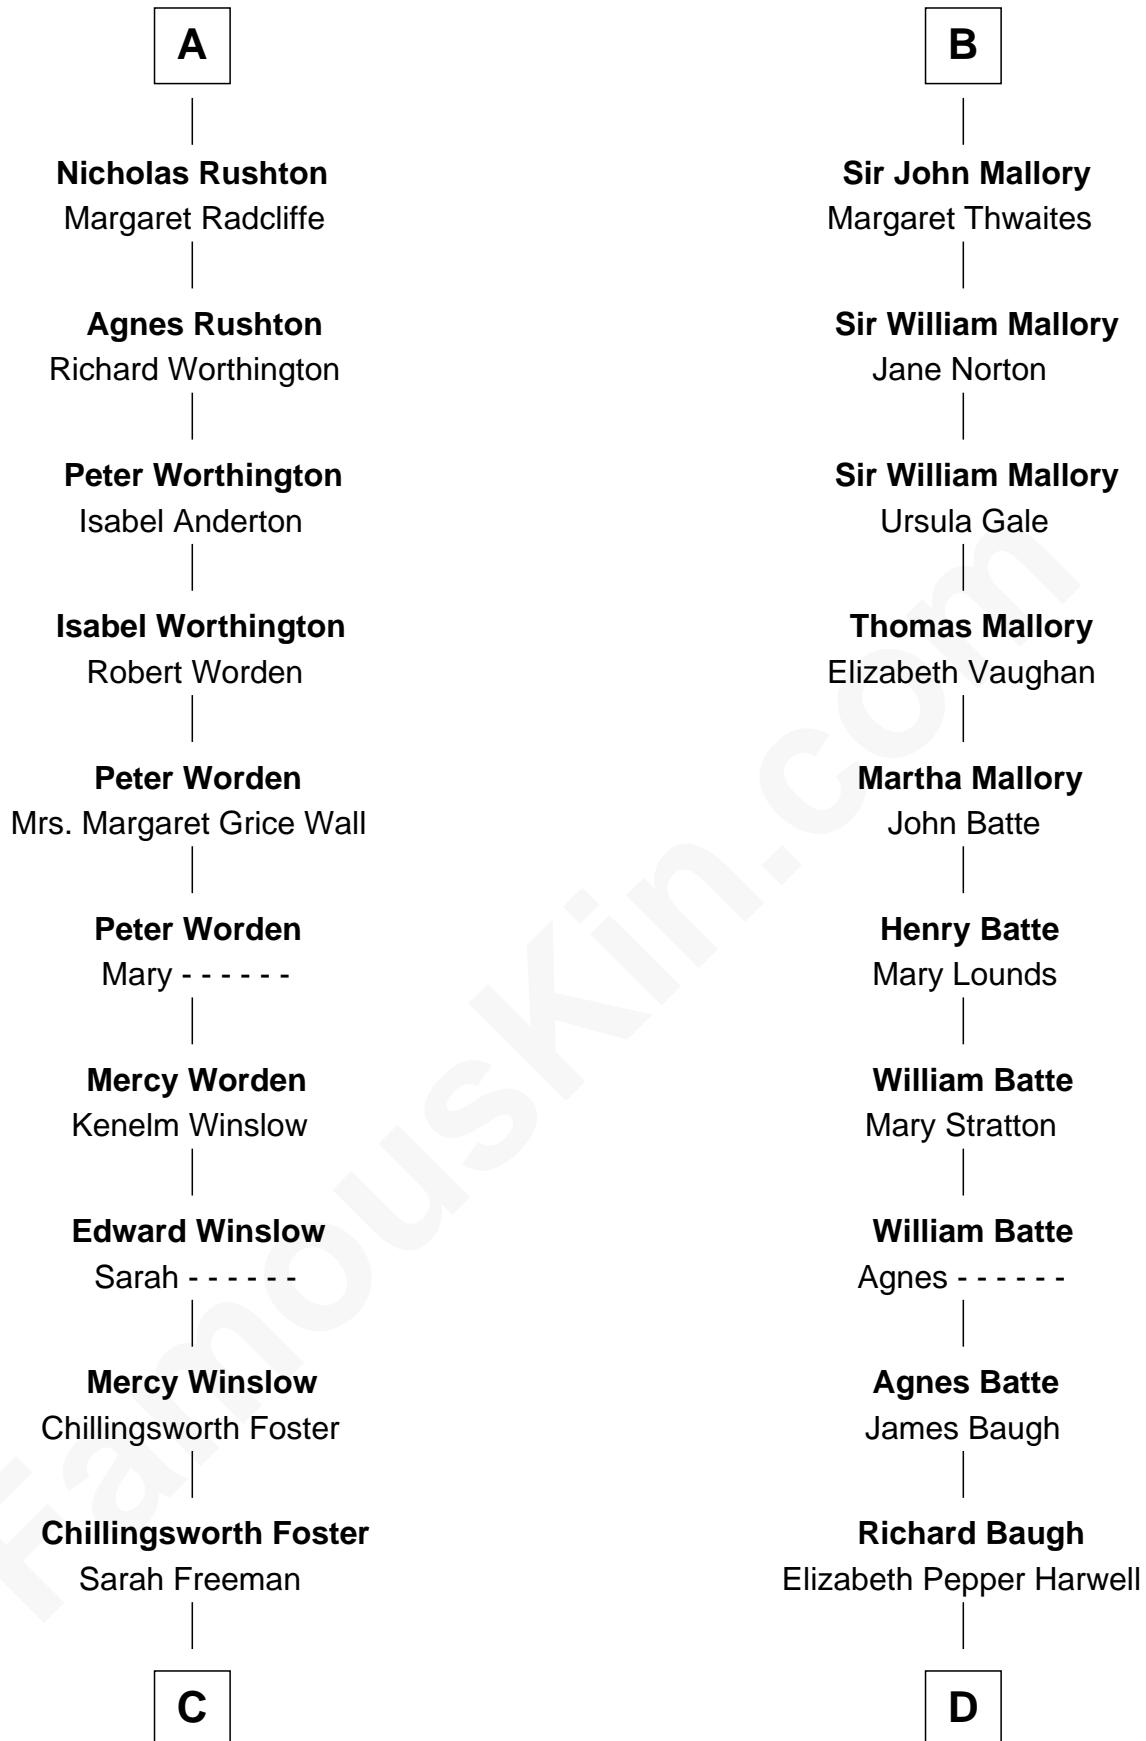 A
Nicholas Rushton
Margaret Radcliffe
Agnes Rushton
Richard Worthington
Peter Worthington
Isabel Anderton
Isabel Worthington
Robert Worden
Peter Worden
Mrs. Margaret Grice Wall
Peter Worden
Mary - - - - - -
Mercy Worden
Kenelm Winslow
Edward Winslow
Sarah - - - - - -
Mercy Winslow
Chillingsworth Foster
Chillingsworth Foster
Sarah Freeman
C
B
Sir John Mallory
Margaret Thwaites
Sir William Mallory
Jane Norton
Sir William Mallory
Ursula Gale
Thomas Mallory
Elizabeth Vaughan
Martha Mallory
John Batte
Henry Batte
Mary Lounds
William Batte
Mary Stratton
William Batte
Agnes - - - - - -
Agnes Batte
James Baugh
Richard Baugh
Elizabeth Pepper Harwell
D
FamousKin.com